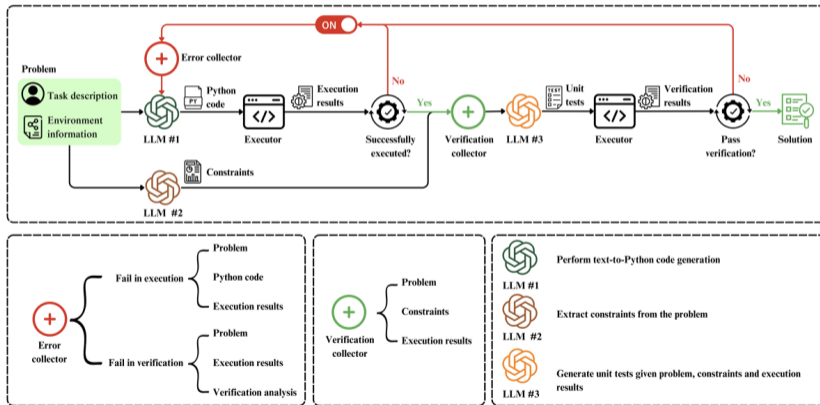 ON
Problem
Error collector
Task description
Environment
information
Python
code
PY
Execution
results
No
Yes
Unit
tests
TEST
Verification
results
No
Yes
LLM #1
Executor
Successfully
executed?
Verification
collector
LLM #3
Executor
Pass
verification?
Solution
Constraints
LLM #2
Fail in execution
Problem
Python code
Execution results
Error
collector
Fail in verification
Problem
Execution results
Verification analysis
Verification
collector
Problem
Constraints
Execution results
LLM #1
Perform text-to-Python code generation
LLM #2
Extract constraints from the problem
LLM #3
Generate unit tests given problem, constraints and execution
results